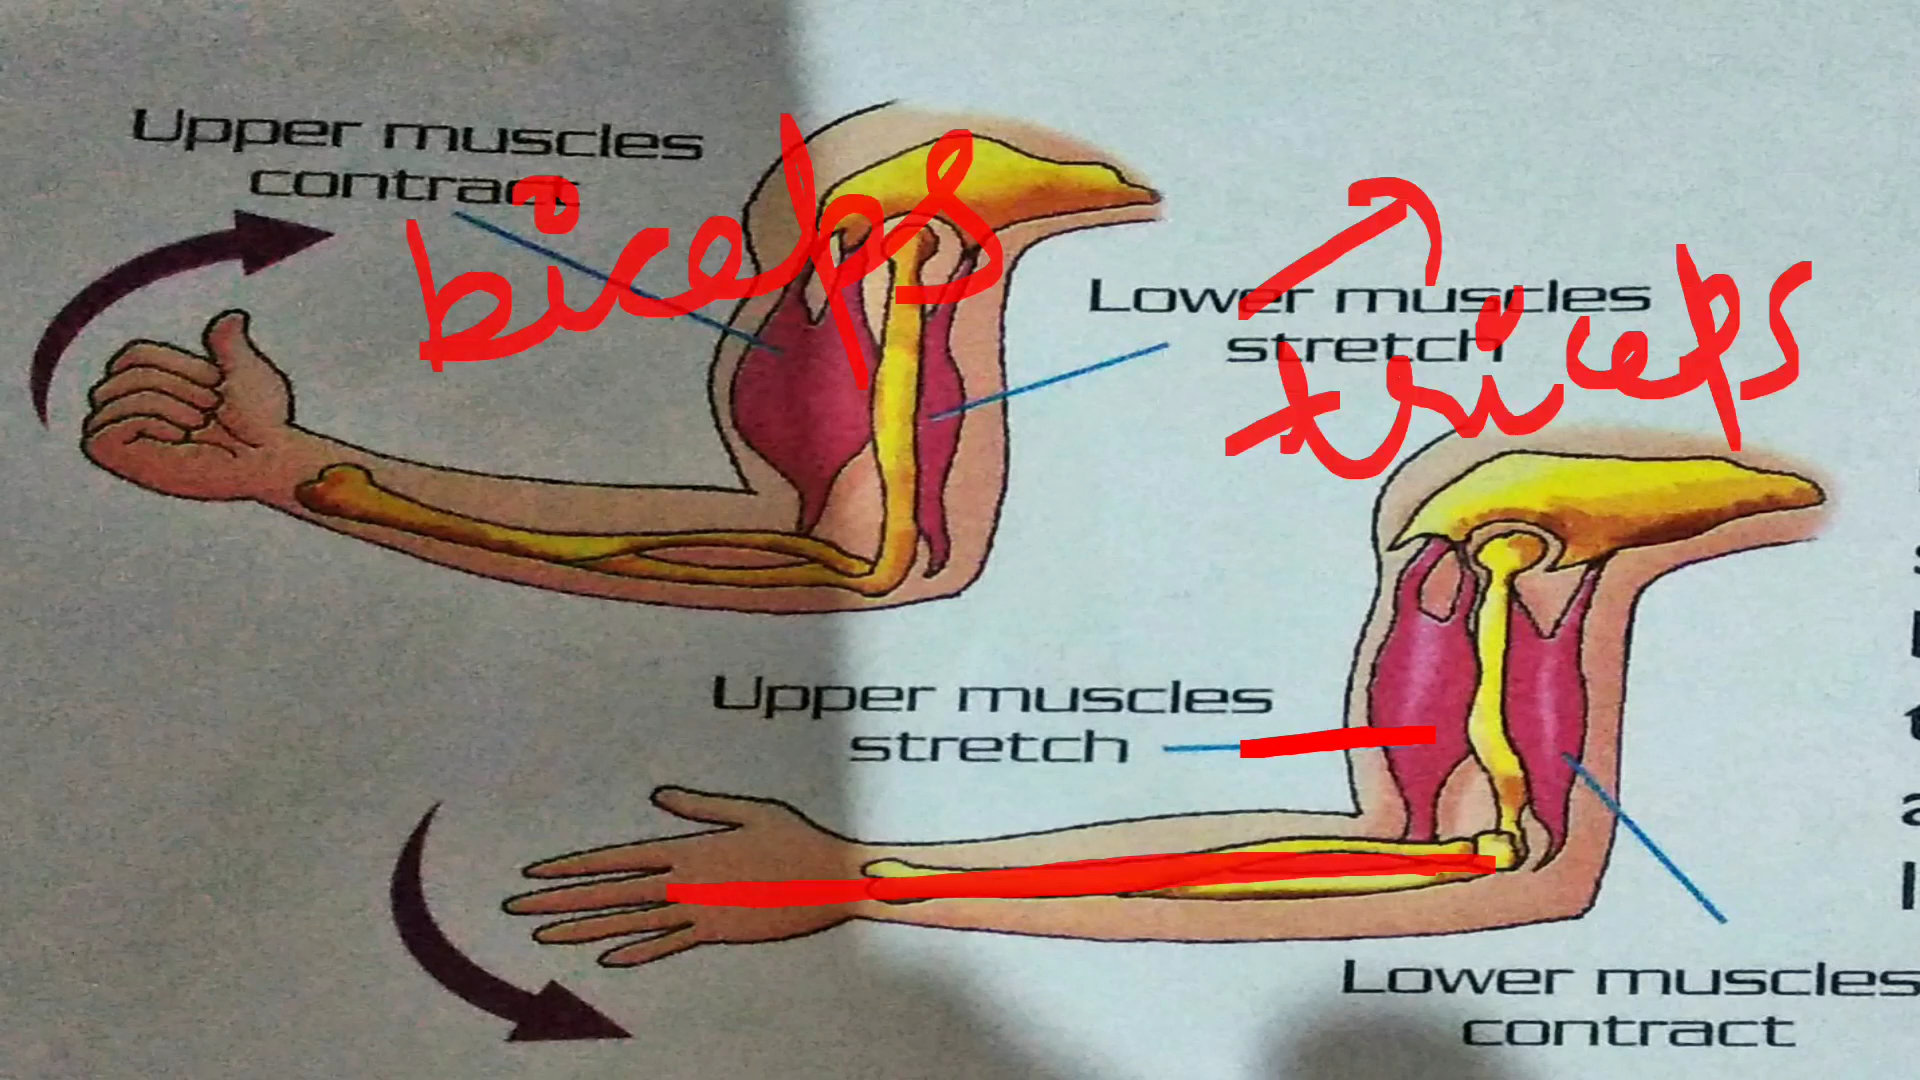 Upper muscles
contract
biceps
Lower muscles
stretch
triceps
Upper muscles
stretch
Lower muscles
contract